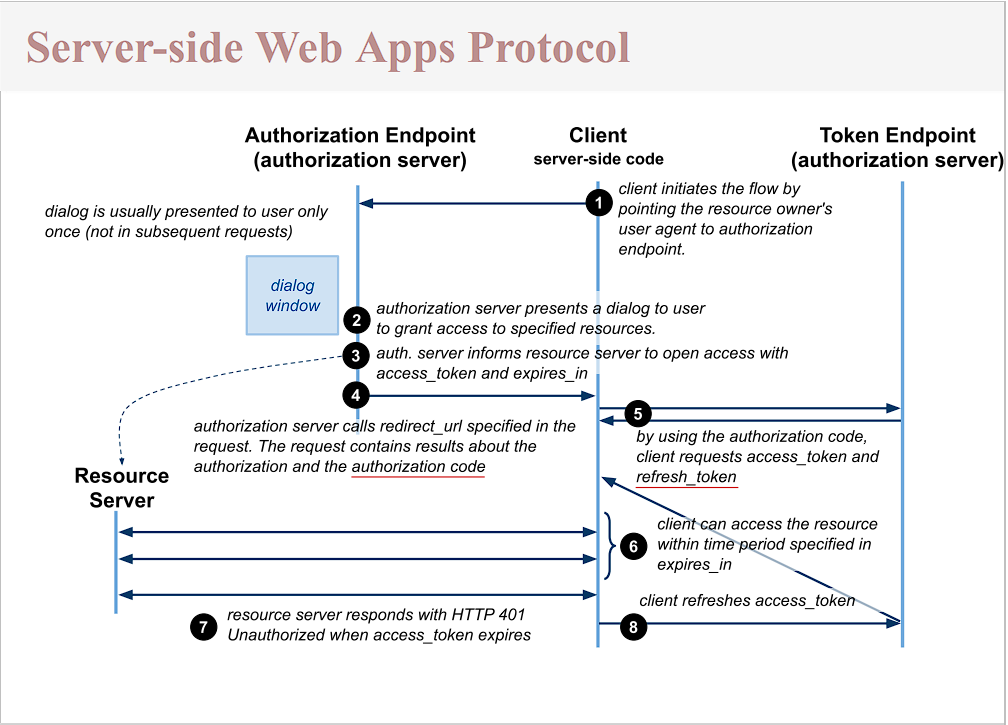 Server-side Web Apps Protocol
Authorization Endpoint
(authorization server)
Client
server-side code
Token Endpoint
(authorization server)
1
client initiates the flow by
pointing the resource owner's
user agent to authorization
endpoint.
dialog is usually presented to user only
once (not in subsequent requests)
dialog
window
2
authorization server presents a dialog to user
to grant access to specified resources.
3
auth. server informs resource server to open access with
access_token and expires_in
4
authorization server calls redirect_url specified in the
request. The request contains results about the
authorization and the authorization code
5
by using the authorization code,
client requests access_token and
refresh_token
Resource
Server
6
client can access the resource
within time period specified in
expires_in
7
resource server responds with HTTP 401
Unauthorized when access_token expires
client refreshes access_token
8